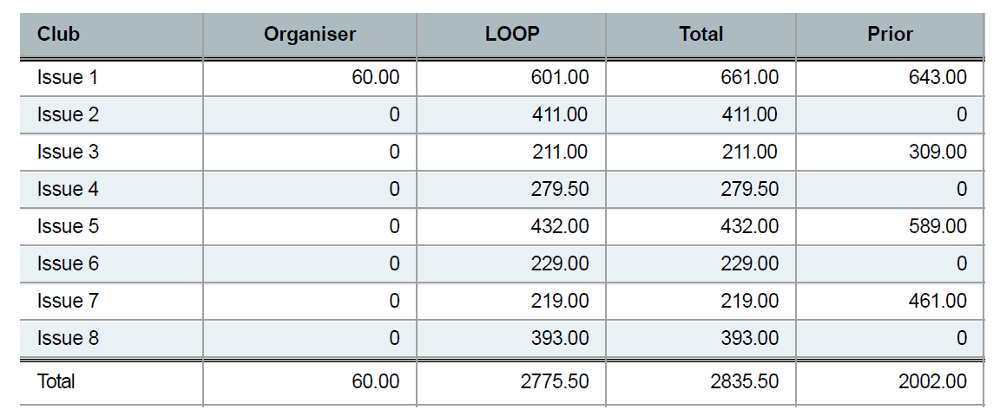 Club Organiser LOOP Total Prior
Issue 1 60.00 601.00 661.00 643.00
Issue 2 0 411.00 411.00 0
Issue 3 0 211.00 211.00 309.00
Issue 4 0 279.50 279.50 0
Issue 5 0 432.00 432.00 589.00
Issue 6 0 229.00 229.00 0
Issue 7 0 219.00 219.00 461.00
Issue 8 0 393.00 393.00 0
Total 60.00 2775.50 2835.50 2002.00